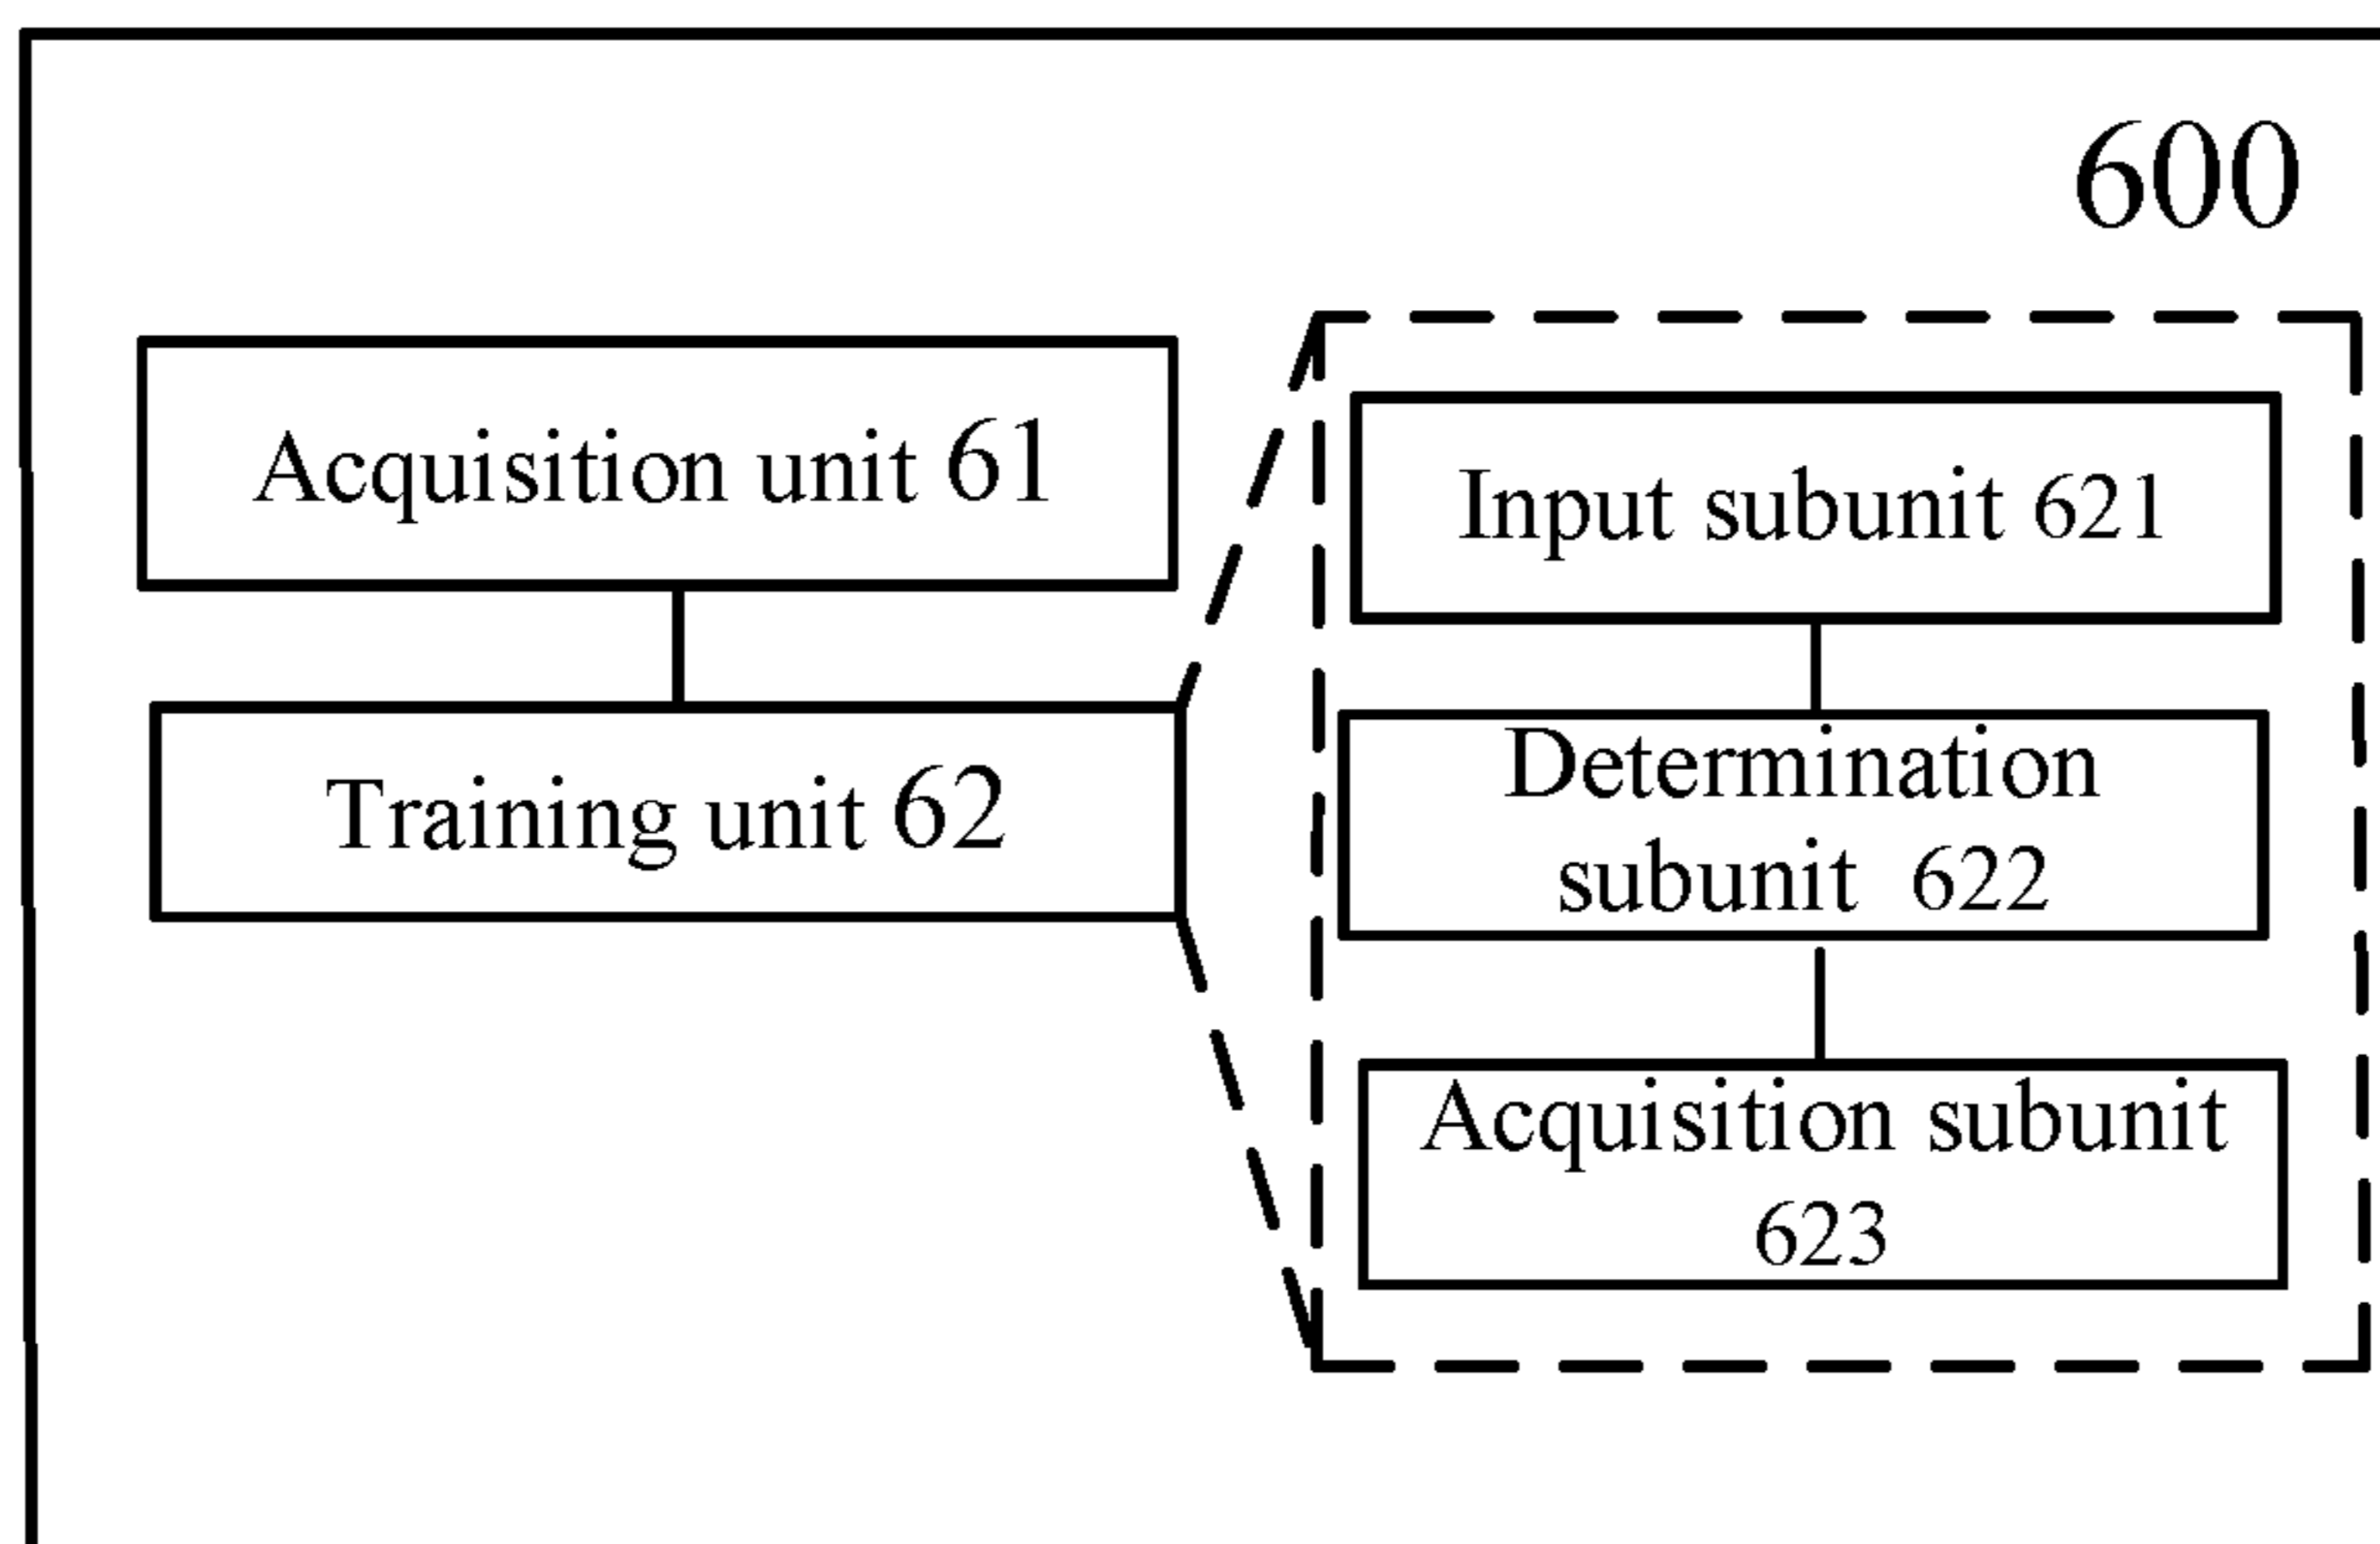 600
Acquisition unit 61
Training unit 62
Input subunit 621
Determination
subunit 622
Acquisition subunit
623